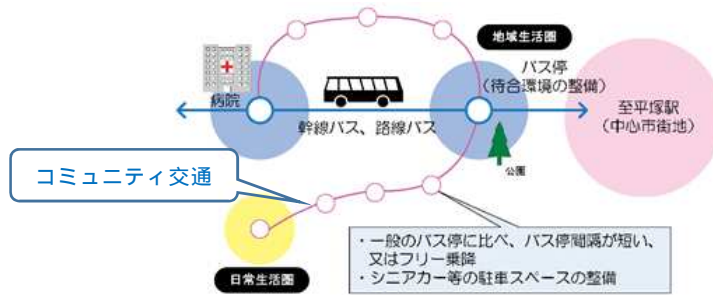 地域生活圏
バス停
（待合環境の整備）
病院
幹線バス、路線バス
至平塚駅
（中心市街地）
公園
コミュニティ交通
・一般のバス停に比べ、バス停間隔が短い、
又はフリー乗降
・シニアカー等の駐車スペースの整備
日常生活圏